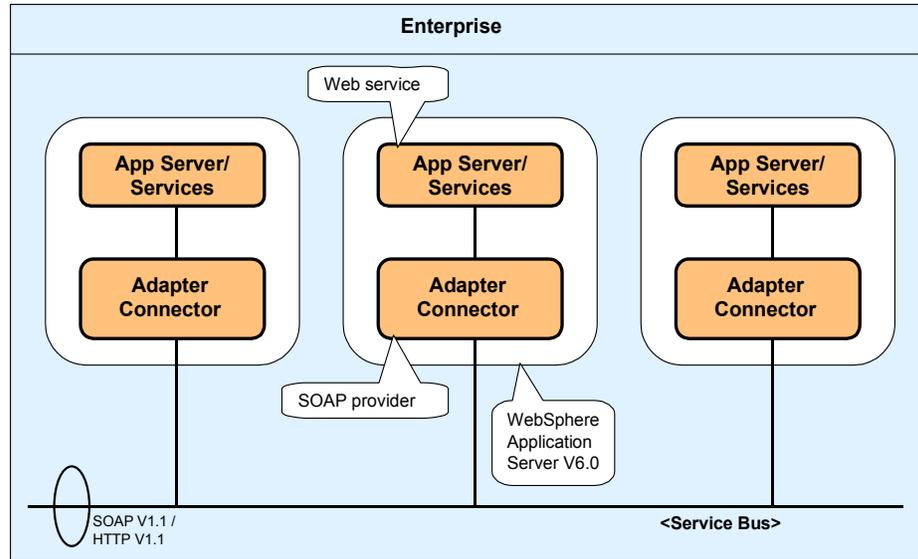 Enterprise
Web service
App Server/
Services
App Server/
Services
App Server/
Services
Adapter
Connector
Adapter
Connector
Adapter
Connector
SOAP provider
WebSphere
Application
Server V6.0
SOAP V1.1 /
HTTP V1.1
<Service Bus>